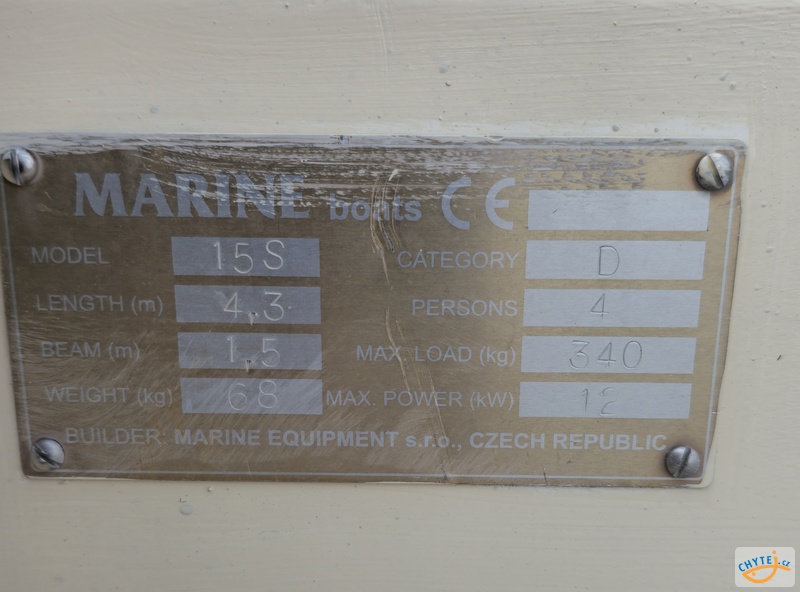 MARINE boats CE
MODEL 15S CATEGORY D
LENGTH (m) 4,3 PERSONS 4
BEAM (m) 1,5 MAX. LOAD (kg) 340
WEIGHT (kg) 68 MAX. POWER (kW) 12
BUILDER: MARINE EQUIPMENT s.r.o., CZECH REPUBLIC
CHYTEJ.cz